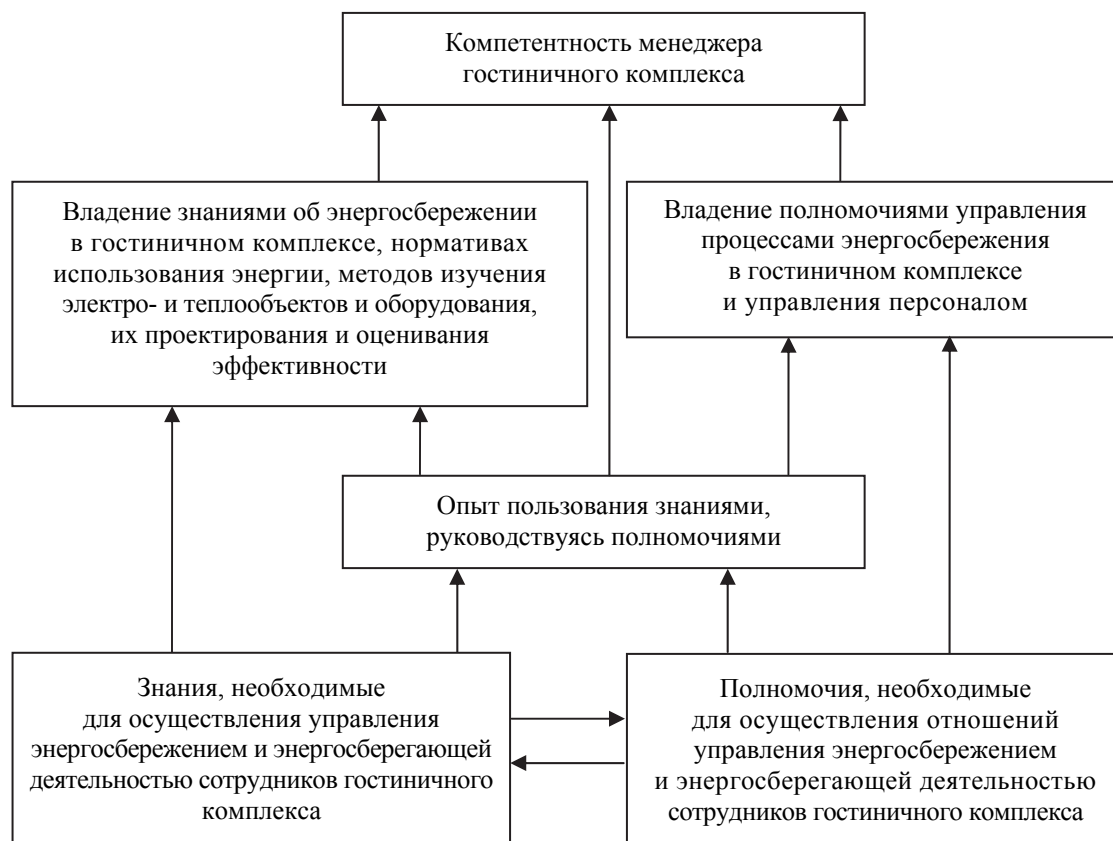 Компетентность менеджера
гостиничного комплекса
Владение знаниями об энергосбережении
в гостиничном комплексе, нормативах
использования энергии, методов изучения
электро- и теплообъектов и оборудования,
их проектирования и оценивания
эффективности
Владение полномочиями управления
процессами энергосбережения
в гостиничном комплексе
и управления персоналом
Опыт пользования знаниями,
руководствуясь полномочиями
Знания, необходимые
для осуществления управления
энергосбережением и энергосберегающей
деятельностью сотрудников гостиничного
комплекса
Полномочия, необходимые
для осуществления отношений
управления энергосбережением
и энергосберегающей деятельностью
сотрудников гостиничного комплекса